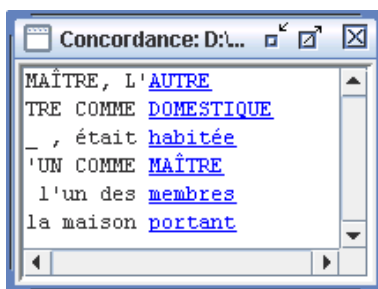 Concordance: D:\...
MAÎTRE, L'AUTRE
TRE COMME DOMESTIQUE
_ , était habitée
'UN COMME MAÎTRE
l'un des membres
la maison portant